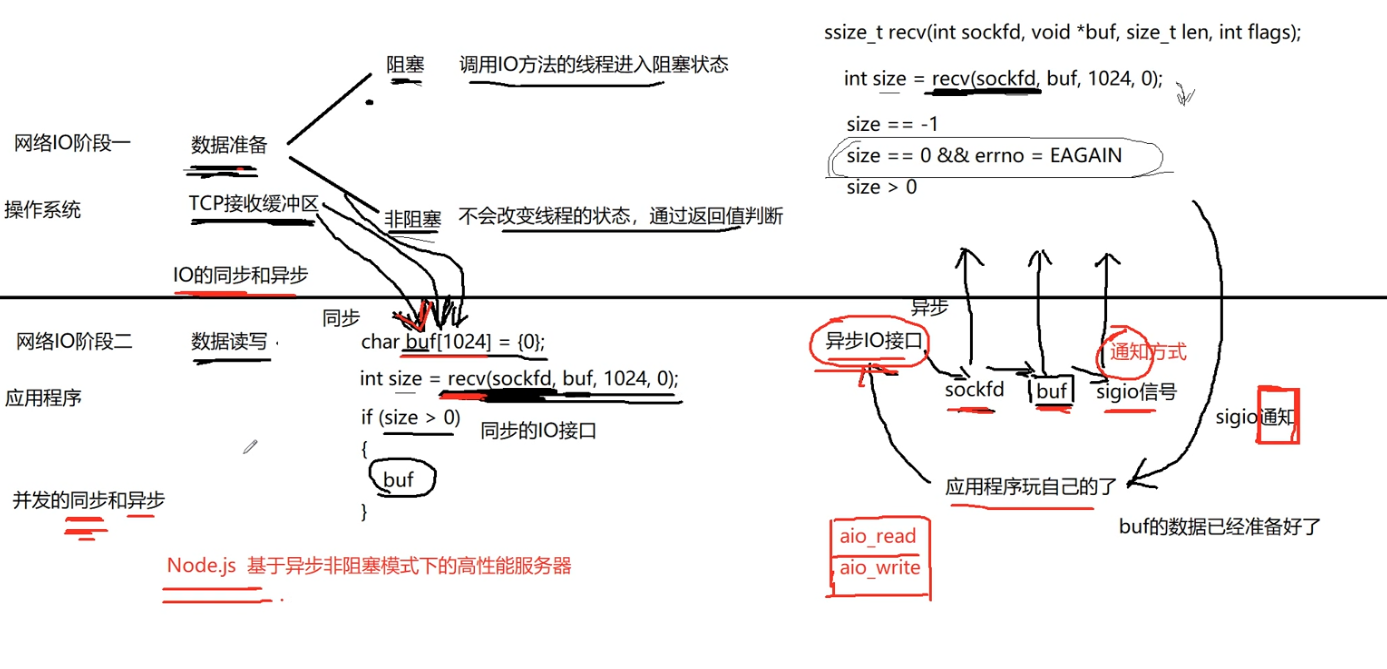 ssize_t recv(int sockfd, void *buf, size_t len, int flags);
阻塞 调用IO方法的线程进入阻塞状态
int size = recv(sockfd, buf, 1024, 0);
size == -1
网络IO阶段一 数据准备
size == 0 && errno = EAGAIN
size > 0
操作系统 TCP接收缓冲区
非阻塞 不会改变线程的状态，通过返回值判断
IO的同步和异步
同步
异步
网络IO阶段二 数据读写
char buf[1024] = {0};
异步IO接口
通知方式
int size = recv(sockfd, buf, 1024, 0);
sockfd buf sigio信号
应用程序
if (size > 0)
同步的IO接口
sigio通知
{
buf
应用程序玩自己的了
并发的同步和异步
}
buf的数据已经准备好了
aio_read
aio_write
Node.js 基于异步非阻塞模式下的高性能服务器